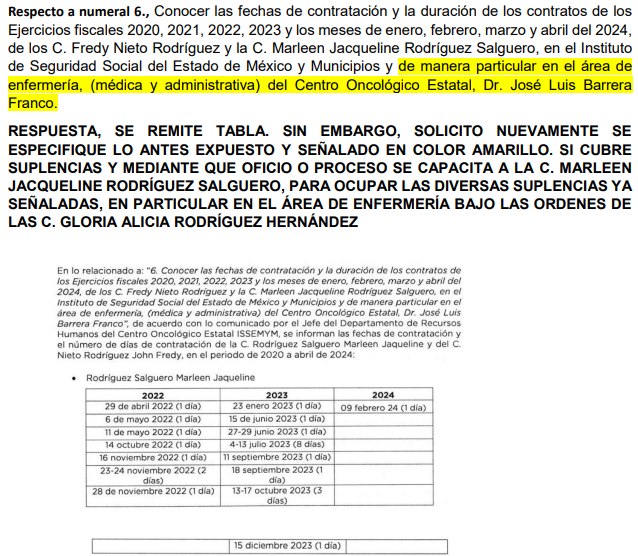 Respecto a numeral 6., Conocer las fechas de contratación y la duración de los contratos de los
Ejercicios fiscales 2020, 2021, 2022, 2023 y los meses de enero, febrero, marzo y abril del 2024,
de los C. Fredy Nieto Rodríguez y la C. Marleen Jacqueline Rodríguez Salguero, en el Instituto
de Seguridad Social del Estado de México y Municipios y de manera particular en el área de
enfermería, (médica y administrativa) del Centro Oncológico Estatal, Dr. José Luis Barrera
Franco.
RESPUESTA, SE REMITE TABLA. SIN EMBARGO, SOLICITO NUEVAMENTE SE
ESPECIFIQUE LO ANTES EXPUESTO Y SEÑALADO EN COLOR AMARILLO. SI CUBRE
SUPLENCIAS Y MEDIANTE QUE OFICIO O PROCESO SE CAPACITA A LA C. MARLEEN
JACQUELINE RODRÍGUEZ SALGUERO, PARA OCUPAR LAS DIVERSAS SUPLENCIAS YA
SEÑALADAS, EN PARTICULAR EN EL ÁREA DE ENFERMERÍA BAJO LAS ORDENES DE
LAS C. GLORIA ALICIA RODRÍGUEZ HERNÁNDEZ
En lo relacionado a: "6. Conocer las fechas de contratación y la duración de los contratos de
los Ejercicios fiscales 2020, 2021, 2022, 2023 y los meses de enero, febrero, marzo y abril del
2024, de los C. Fredy Nieto Rodríguez y la C. Marleen Jacqueline Rodríguez Salguero, en el
Instituto de Seguridad Social del Estado de México y Municipios y de manera particular en el
área de enfermería, (médica y administrativa) del Centro Oncológico Estatal, Dr. José Luis
Barrera Franco", de acuerdo con lo comunicado por el Jefe del Departamento de Recursos
Humanos del Centro Oncológico Estatal ISSEMYM, se informan las fechas de contratación y
el número de días de contratación de la C. Rodríguez Salguero Marleen Jaqueline y del C.
Nieto Rodríguez John Fredy, en el periodo de 2020 a abril de 2024:
• Rodríguez Salguero Marleen Jaqueline
2022 2023 2024
29 de abril 2022 (1 día) 23 enero 2023 (1 día) 09 febrero 24 (1 día)
6 de mayo 2022 (1 día) 15 de junio 2023 (1 día)
11 de mayo 2022 (1 día) 27-29 junio 2023 (1 día)
14 octubre 2022 (1 día) 4-13 julio 2023 (8 días)
16 noviembre 2022 (1 día) 11 septiembre 2023 (1 día)
23-24 noviembre 2022 (2 18 septiembre 2023 (1
días) día)
28 de noviembre 2022 (1 día) 13-17 octubre 2023 (3
días)
15 diciembre 2023 (1 día)